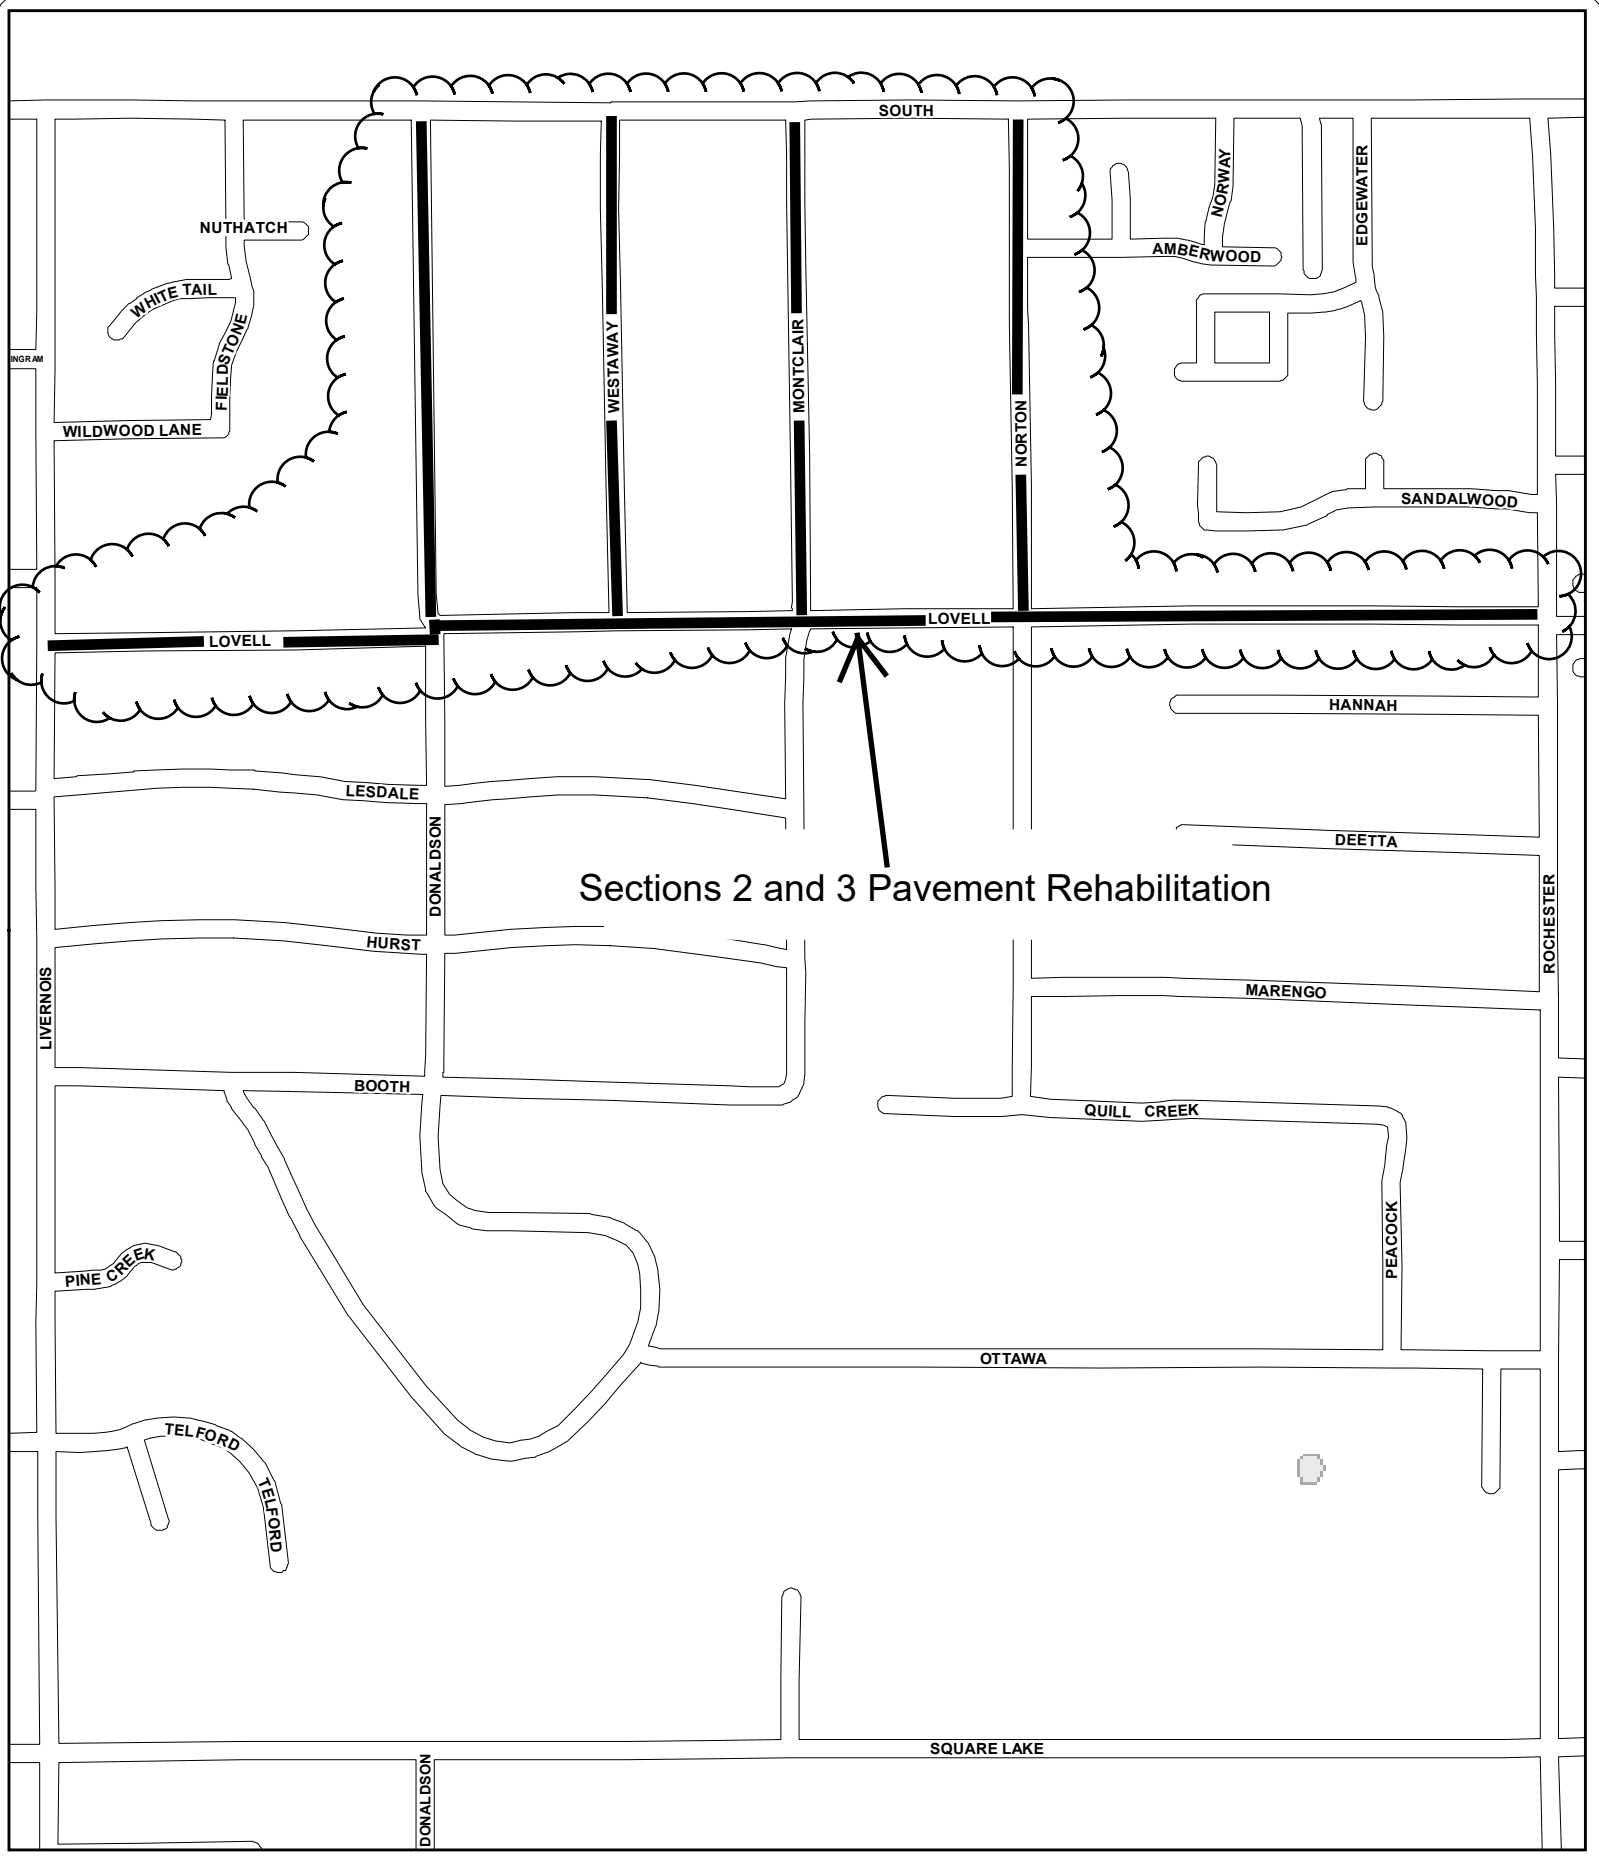 SOUTH
NORWAY
EDGEWATER
NUTHATCH
AMBERWOOD
WHITE TAIL
FIELDSTONE
WESTAWAY
MONTCLAIR
INGRAM
NORTON
WILDWOOD LANE
SANDALWOOD
LOVELL
LOVELL
HANNAH
LESDALE
DONALDSON
DEETTA
Sections 2 and 3 Pavement Rehabilitation
ROCHESTER
HURST
LIVERNOIS
MARENGO
BOOTH
QUILL CREEK
PEACOCK
PINE CREEK
OTTAWA
TELFORD
TELFORD
SQUARE LAKE
DONALDSON